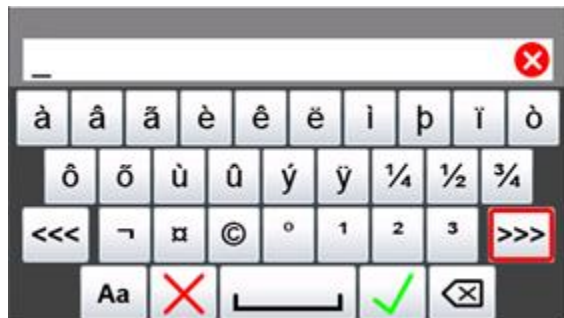 _
à â ã è ê ë ì þ ï ò
ô õ ù û ý ÿ ¼ ½ ¾
<<< ¬ ¤ © º ¹ ² ³ >>>
Aa